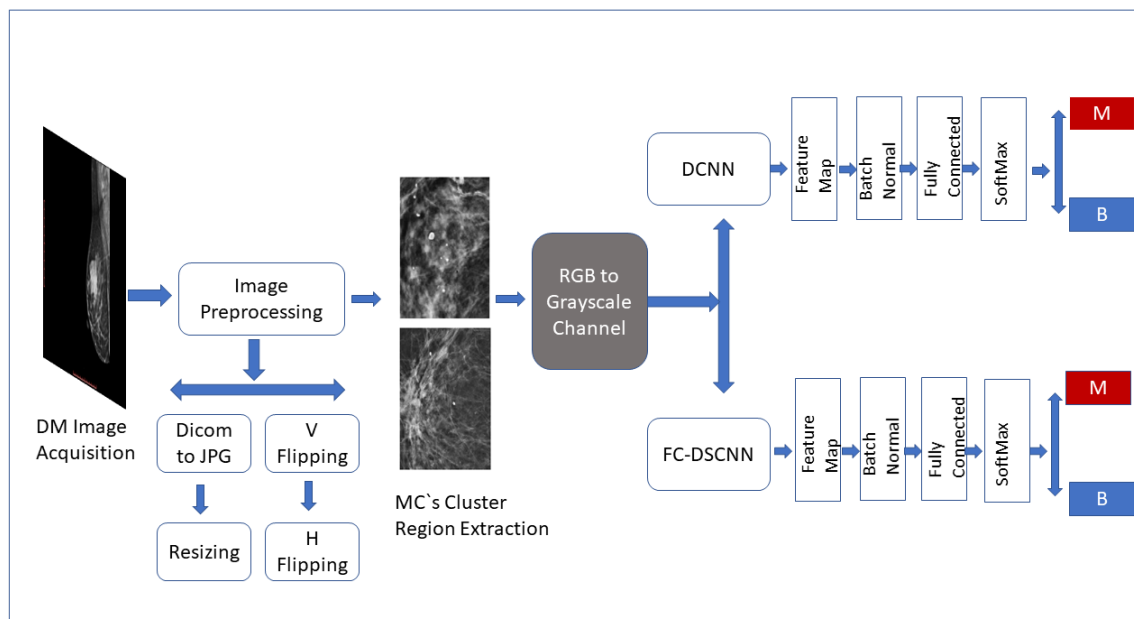 DM Image
Acquisition
Image
Preprocessing
Dicom
to JPG
V
Flipping
Resizing
H
Flipping
MC`s Cluster
Region Extraction
RGB to
Grayscale
Channel
DCNN
Feature
Map
Batch
Normal
Fully
Connected
SoftMax
M
B
FC-DSCNN
Feature
Map
Batch
Normal
Fully
Connected
SoftMax
M
B